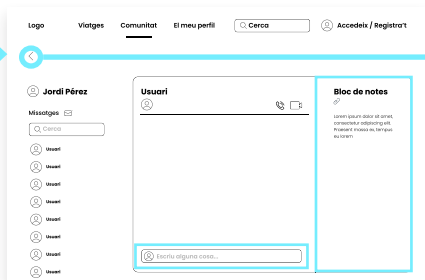 Logo Viatges Comunitat El meu perfil Cerca Accedeix / Registra't
Jordi Pérez
Missatges
Cerca
Usuari
Usuari
Usuari
Usuari
Usuari
Usuari
Usuari
Usuari
Usuari
Escriu alguna cosa...
Bloc de notes
Lorem ipsum dolor sit amet,
consectetur adipiscing elit.
Praesent massa ex, tempus
eu lorem